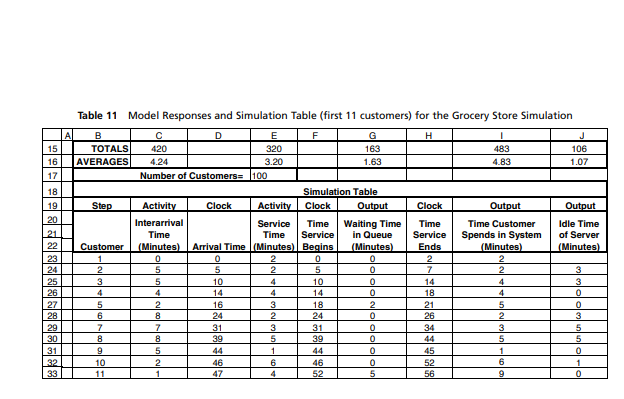 Table 11 Model Responses and Simulation Table (first 11 customers) for the Grocery Store Simulation
A B C D E F G H I J
15 TOTALS 420 320 163 483 106
16 AVERAGES 4.24 3.20 1.63 4.83 1.07
17 Number of Customers= 100
18 Simulation Table
19 Step Activity Clock Activity Clock Output Clock Output Output
20 Interarrival Service Time Waiting Time Time Time Customer Idle Time
21 Time Time Service in Queue Service Spends in System of Server
22 Customer (Minutes) Arrival Time (Minutes) Begins (Minutes) Ends (Minutes) (Minutes)
23 1 0 0 2 0 0 2 2
24 2 5 5 2 5 0 7 2 3
25 3 5 10 4 10 0 14 4 3
26 4 4 14 4 14 0 18 4 0
27 5 2 16 3 18 2 21 5 0
28 6 8 24 2 24 0 26 2 3
29 7 7 31 3 31 0 34 3 5
30 8 8 39 5 39 0 44 5 5
31 9 5 44 1 44 0 45 1 0
32 10 2 46 6 46 0 52 6 1
33 11 1 47 4 52 5 56 9 0